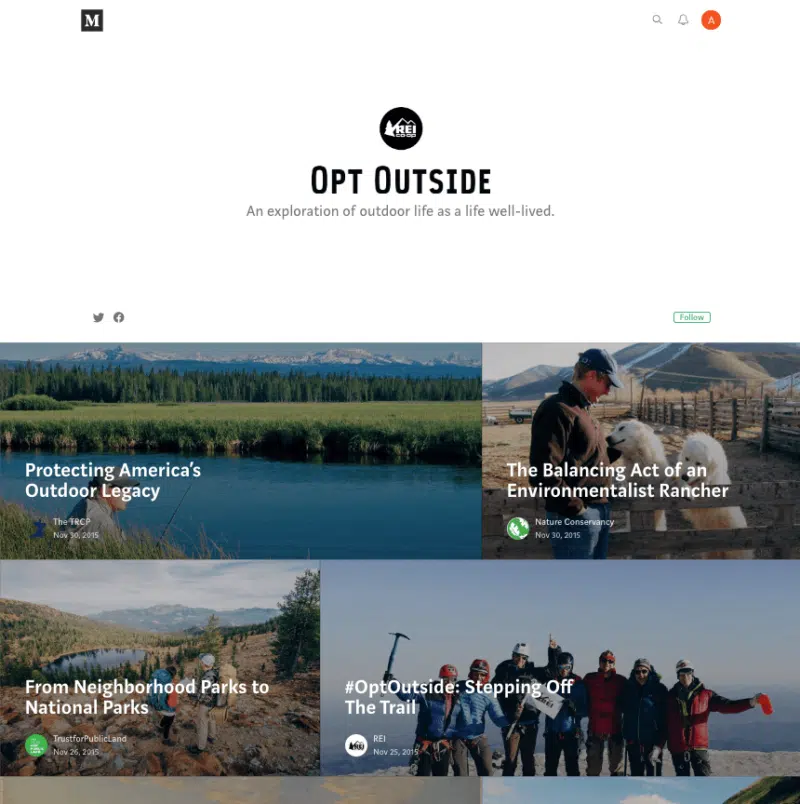 M
A
REI
co-op
OPT OUTSIDE
An exploration of outdoor life as a life well-lived.
Follow
Protecting America's
Outdoor Legacy
The TRCP
Nov 30, 2015
The Balancing Act of an
Environmentalist Rancher
Nature Conservancy
Nov 30, 2015
From Neighborhood Parks to
National Parks
TrustforPublicLand
Nov 26, 2015
#OptOutside: Stepping Off
The Trail
REI
Nov 25, 2015